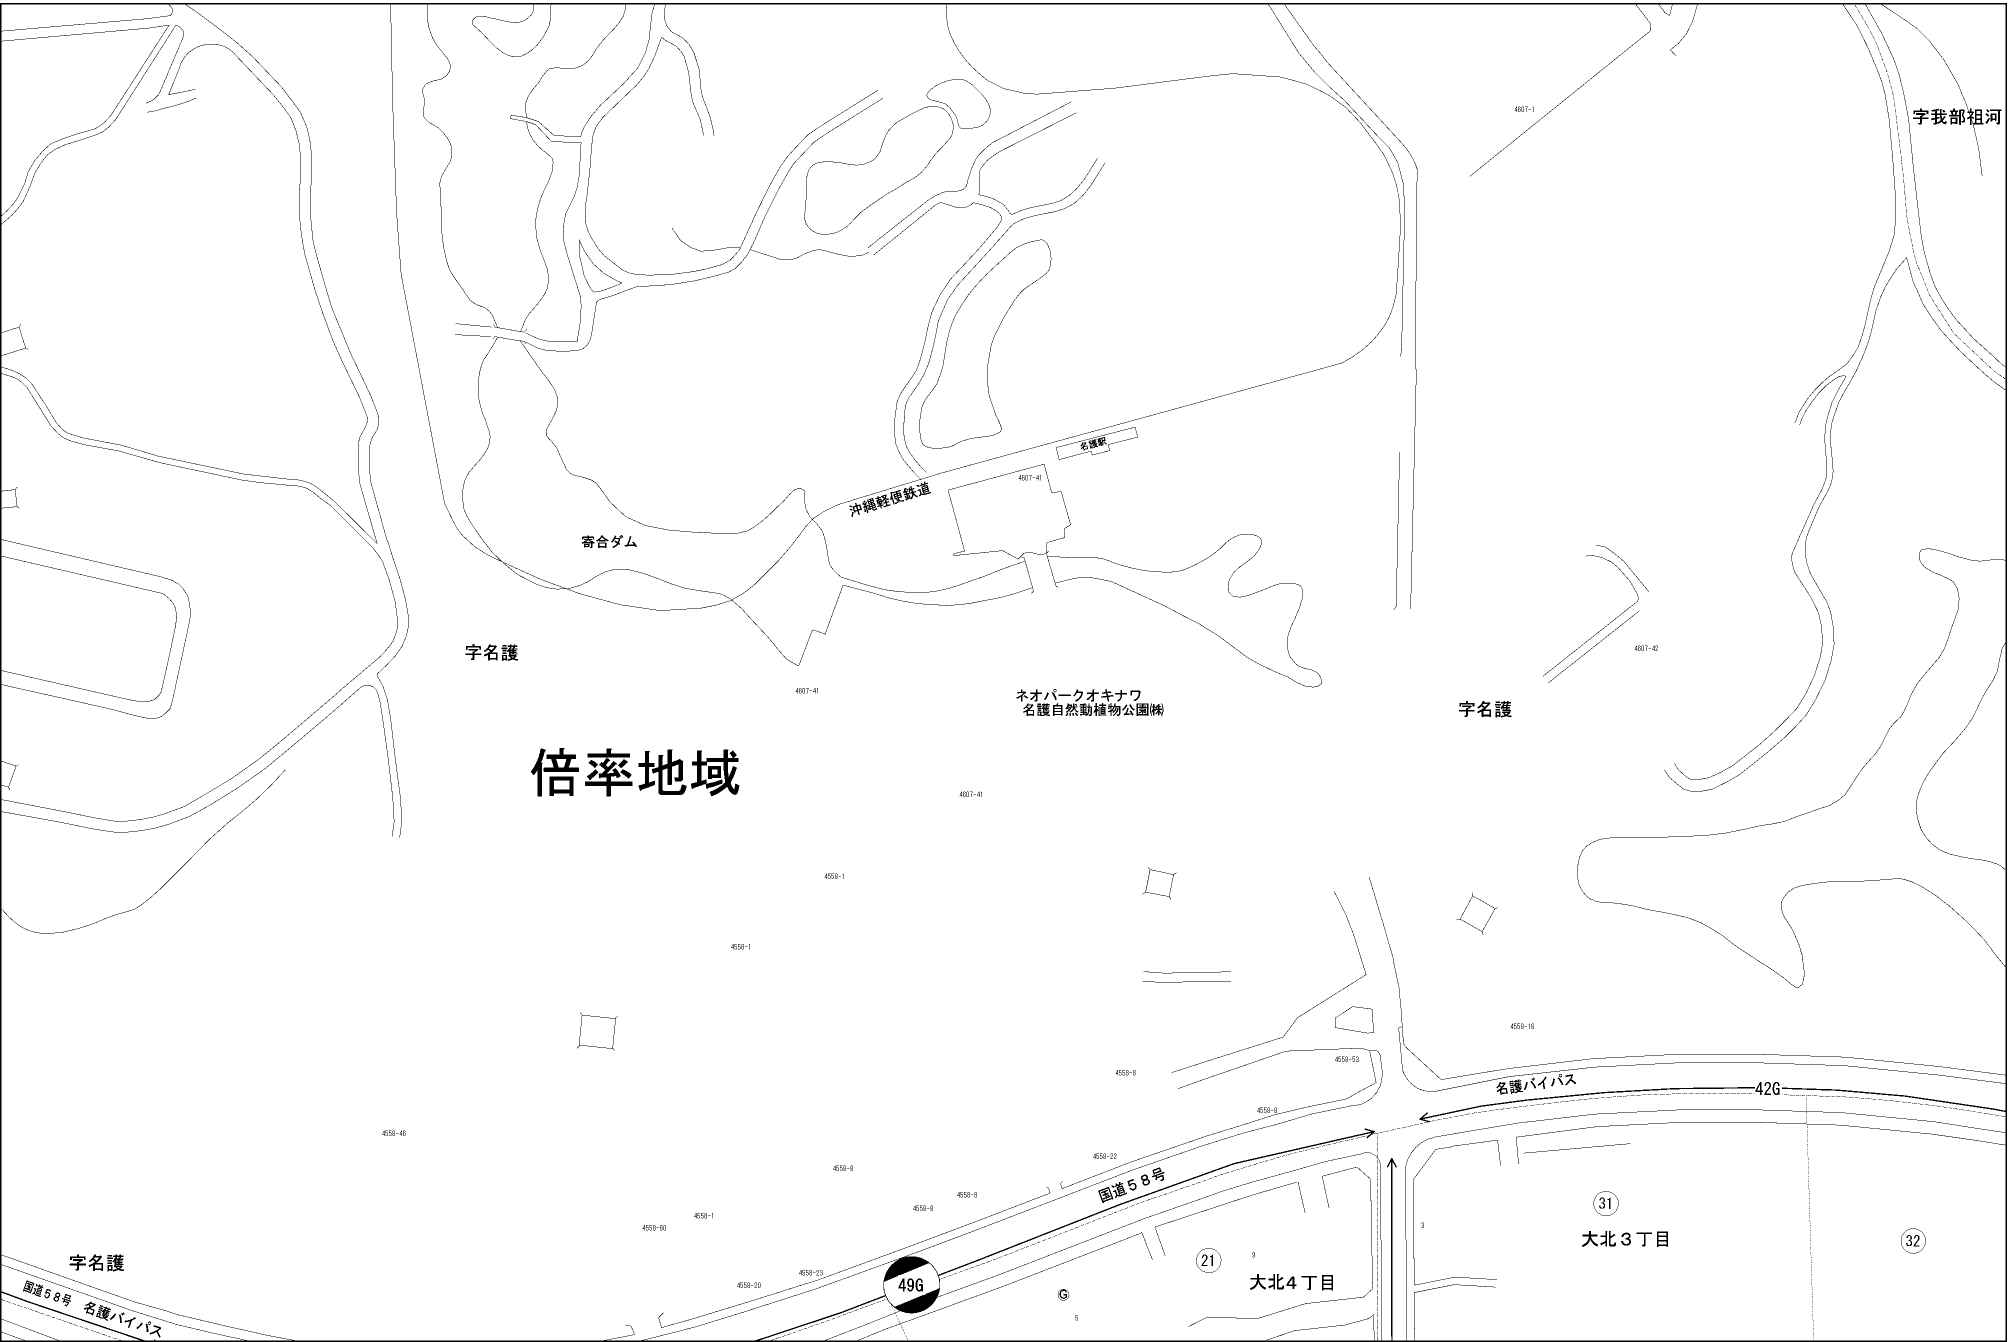 4607-1
字我部祖河
名護駅
4607-41
沖縄軽便鉄道
寄合ダム
字名護
4607-42
4607-41
ネオパークオキナワ
名護自然動植物公園㈱
字名護
倍率地域
4607-41
4558-1
4558-1
4558-16
4558-53
4558-8
名護バイパス
42G
4558-8
4558-46
4558-22
4558-8
国道58号
4558-8
4558-8
31
4558-1
3
4558-60
大北3丁目
32
9
21
字名護
4558-23
大北4丁目
4558-20
49G
国道58号 名護バイパス
G
5